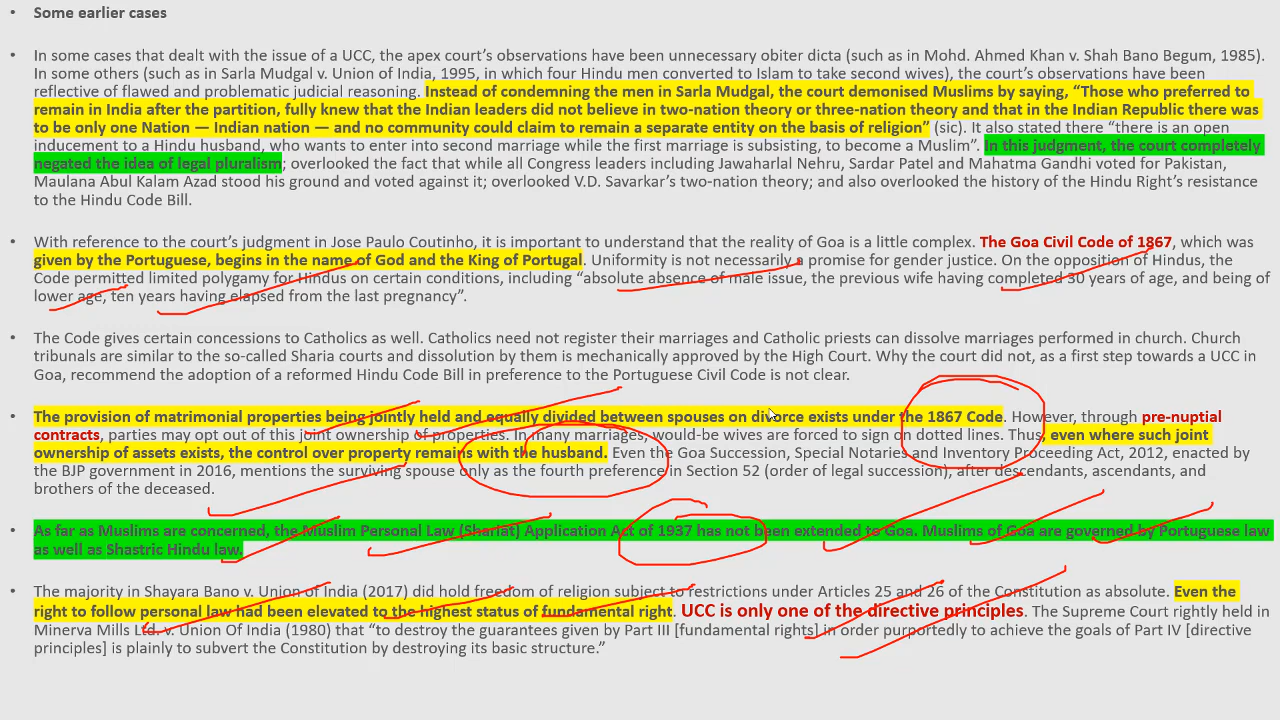 • Some earlier cases
• In some cases that dealt with the issue of a UCC, the apex court’s observations have been unnecessary obiter dicta (such as in Mohd. Ahmed Khan v. Shah Bano Begum, 1985).
In some others (such as in Sarla Mudgal v. Union of India, 1995, in which four Hindu men converted to Islam to take second wives), the court’s observations have been
reflective of flawed and problematic judicial reasoning. Instead of condemning the men in Sarla Mudgal, the court demonised Muslims by saying, “Those who preferred to
remain in India after the partition, fully knew that the Indian leaders did not believe in two-nation theory or three-nation theory and that in the Indian Republic there was
to be only one Nation — Indian nation — and no community could claim to remain a separate entity on the basis of religion” (sic). It also stated there “there is an open
inducement to a Hindu husband, who wants to enter into second marriage while the first marriage is subsisting, to become a Muslim”. In this judgment, the court completely
negated the idea of legal pluralism; overlooked the fact that while all Congress leaders including Jawaharlal Nehru, Sardar Patel and Mahatma Gandhi voted for Pakistan,
Maulana Abul Kalam Azad stood his ground and voted against it; overlooked V.D. Savarkar’s two-nation theory; and also overlooked the history of the Hindu Right’s resistance
to the Hindu Code Bill.
• With reference to the court’s judgment in Jose Paulo Coutinho, it is important to understand that the reality of Goa is a little complex. The Goa Civil Code of 1867, which was
given by the Portuguese, begins in the name of God and the King of Portugal. Uniformity is not necessarily a promise for gender justice. On the opposition of Hindus, the
Code permitted limited polygamy for Hindus on certain conditions, including “absolute absence of male issue, the previous wife having completed 30 years of age, and being of
lower age, ten years having elapsed from the last pregnancy”.
• The Code gives certain concessions to Catholics as well. Catholics need not register their marriages and Catholic priests can dissolve marriages performed in church. Church
tribunals are similar to the so-called Sharia courts and dissolution by them is mechanically approved by the High Court. Why the court did not, as a first step towards a UCC in
Goa, recommend the adoption of a reformed Hindu Code Bill in preference to the Portuguese Civil Code is not clear.
• The provision of matrimonial properties being jointly held and equally divided between spouses on divorce exists under the 1867 Code. However, through pre-nuptial
contracts, parties may opt out of this joint ownership of properties. In many marriages, would-be wives are forced to sign on dotted lines. Thus, even where such joint
ownership of assets exists, the control over property remains with the husband. Even the Goa Succession, Special Notaries and Inventory Proceeding Act, 2012, enacted by
the BJP government in 2016, mentions the surviving spouse only as the fourth preference in Section 52 (order of legal succession), after descendants, ascendants, and
brothers of the deceased.
• As far as Muslims are concerned, the Muslim Personal Law (Shariat) Application Act of 1937 has not been extended to Goa. Muslims of Goa are governed by Portuguese law
as well as Shastric Hindu law.
• The majority in Shayara Bano v. Union of India (2017) did hold freedom of religion subject to restrictions under Articles 25 and 26 of the Constitution as absolute. Even the
right to follow personal law had been elevated to the highest status of fundamental right. UCC is only one of the directive principles. The Supreme Court rightly held in
Minerva Mills Ltd. v. Union Of India (1980) that “to destroy the guarantees given by Part III [fundamental rights] in order purportedly to achieve the goals of Part IV [directive
principles] is plainly to subvert the Constitution by destroying its basic structure.”